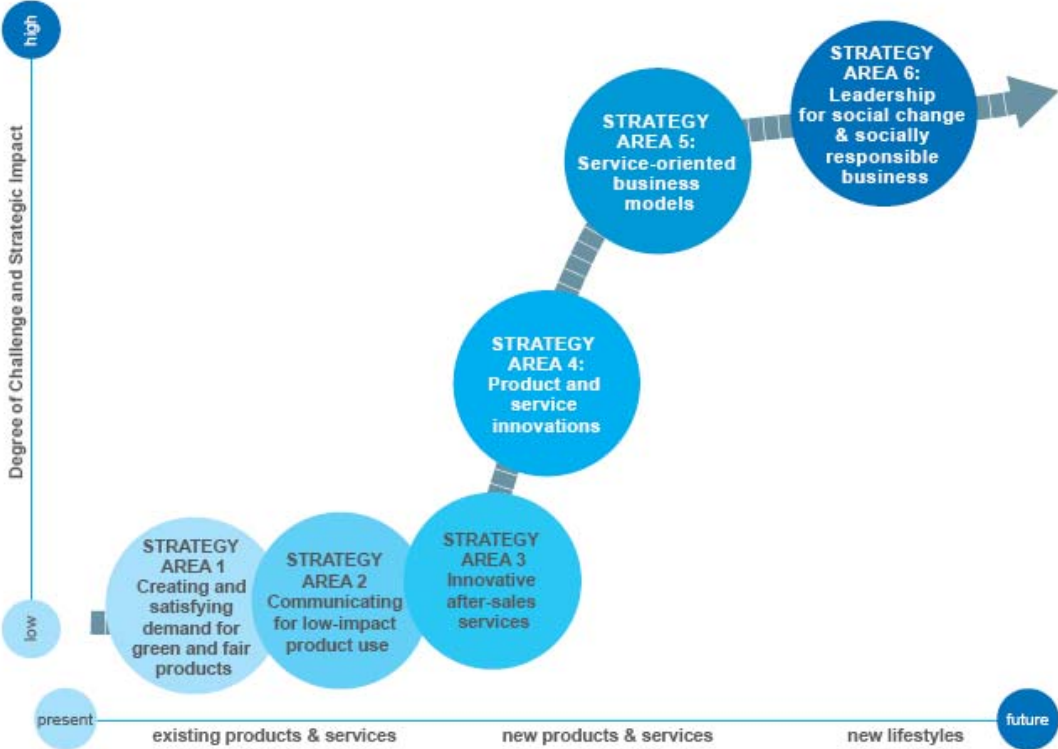 high
Degree of Challenge and Strategic Impact
low
STRATEGY
AREA 1
Creating and
satisfying
demand for
green and fair
products
STRATEGY
AREA 2
Communicating
for low-impact
product use
STRATEGY
AREA 3
Innovative
after-sales
services
STRATEGY
AREA 4:
Product and
service
innovations
STRATEGY
AREA 5:
Service-oriented
business
models
STRATEGY
AREA 6:
Leadership
for social change
& socially
responsible
business
present
existing products & services
new products & services
new lifestyles
future